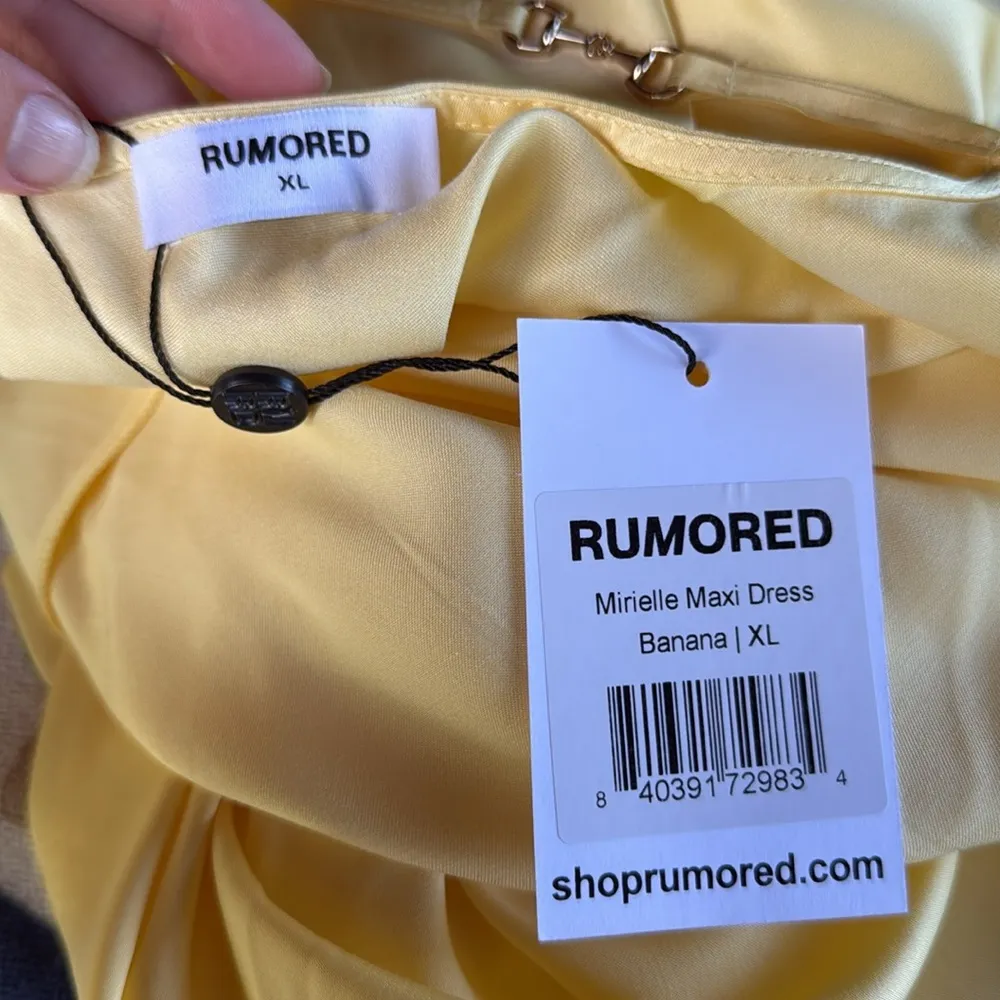 RUMORED
XL
RUMORED
Mirielle Maxi Dress
Banana | XL
8 40391 72983 4
shoprumored.com